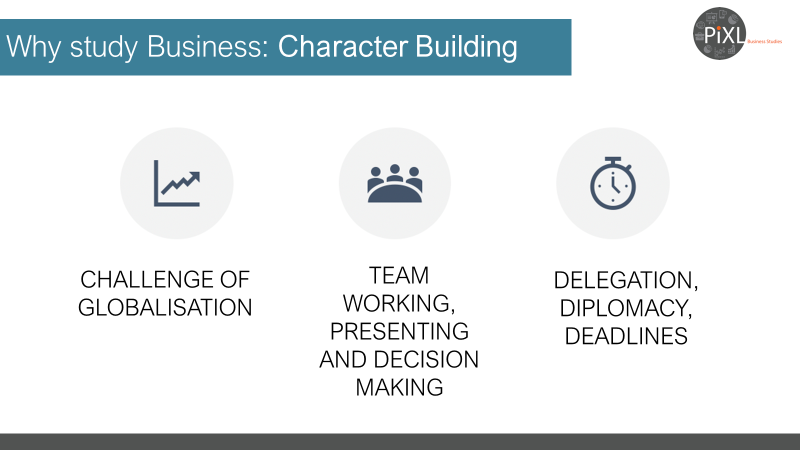 Why study Business: Character Building
PiXL
Business Studies
CHALLENGE OF
GLOBALISATION
TEAM
WORKING,
PRESENTING
AND DECISION
MAKING
DELEGATION,
DIPLOMACY,
DEADLINES